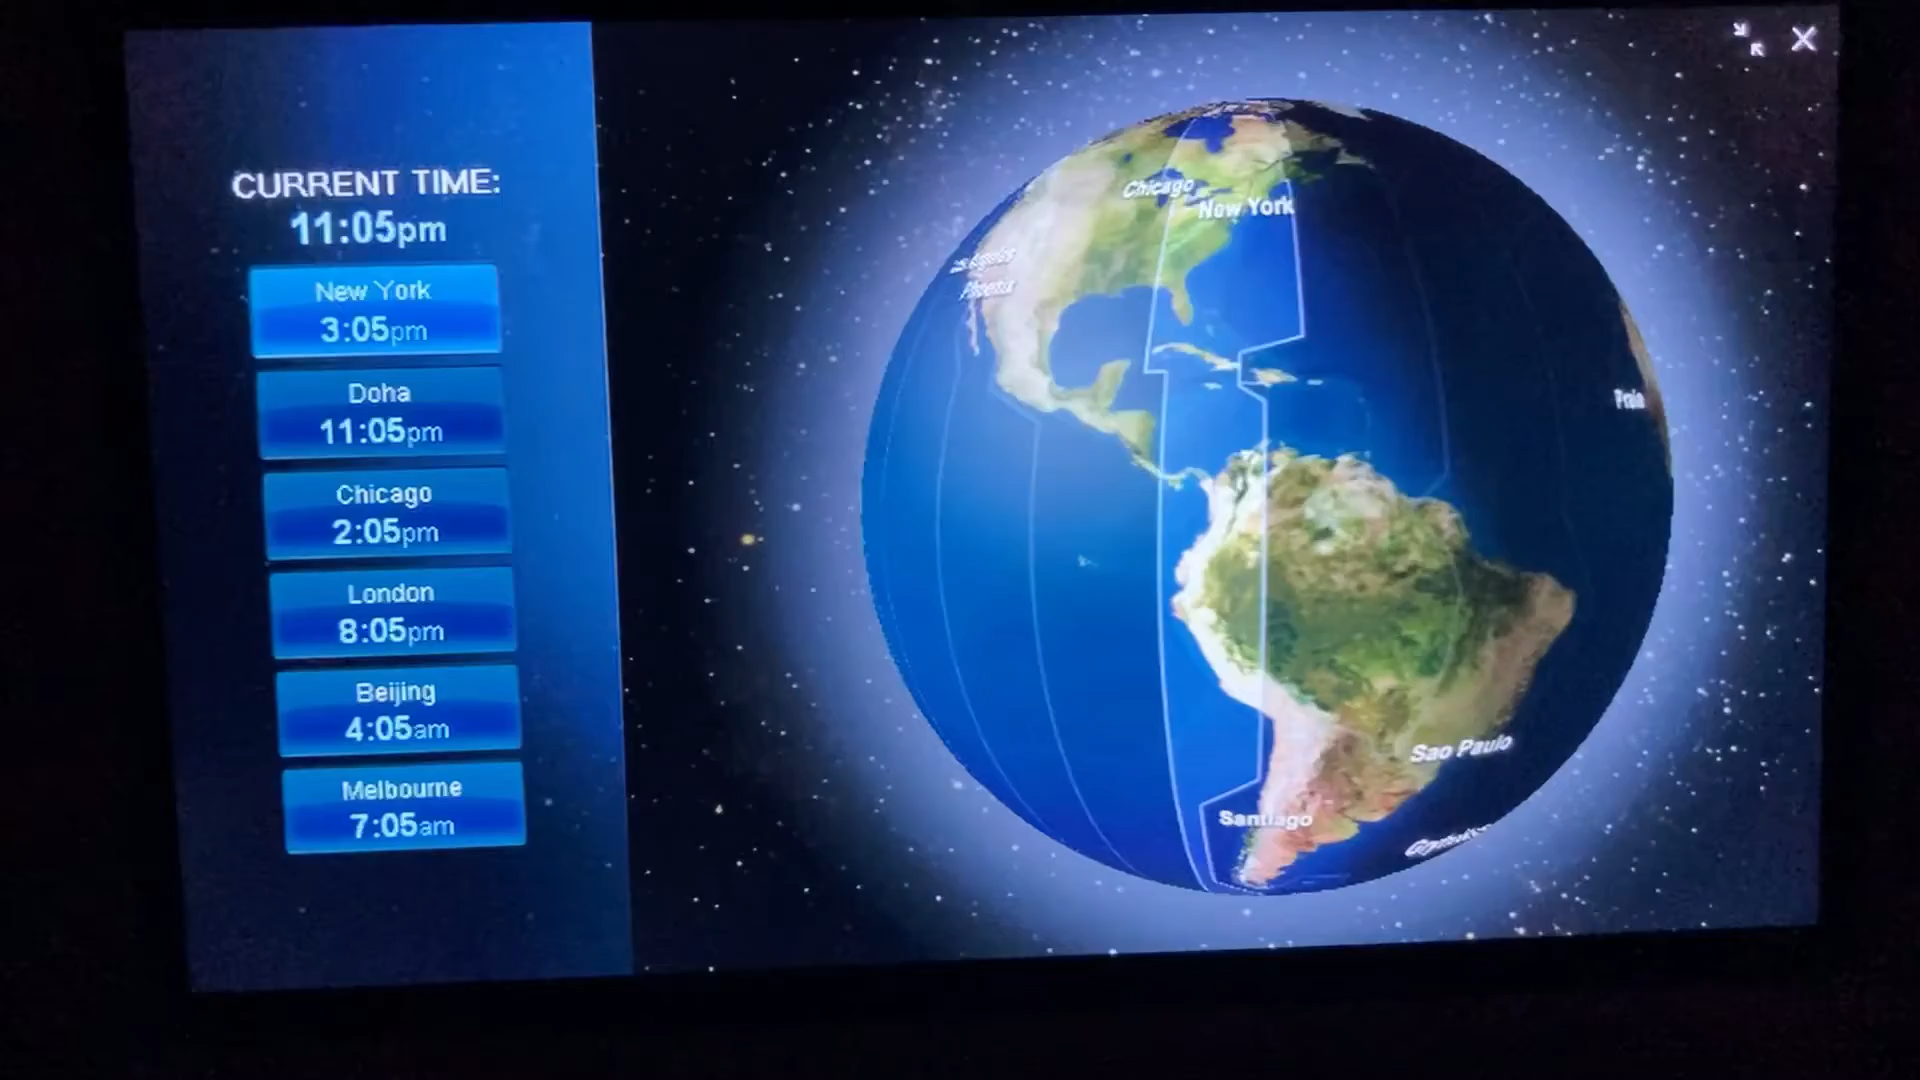 CURRENT TIME:
11:05pm
New York
3:05pm
Doha
11:05pm
Chicago
2:05pm
London
8:05pm
Beijing
4:05am
Melbourne
7:05am
Chicago
New York
Phoenix
Praia
Sao Paulo
Santiago